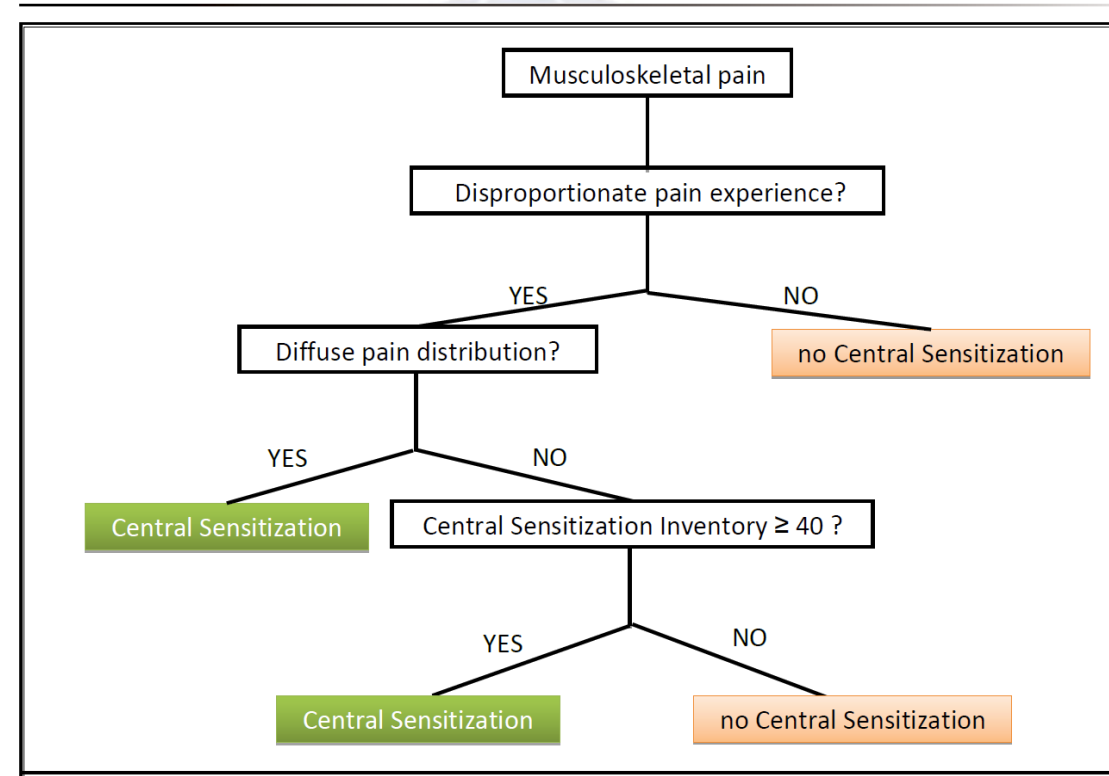 Musculoskeletal pain
Disproportionate pain experience?
YES
NO
Diffuse pain distribution?
no Central Sensitization
YES
NO
Central Sensitization
Central Sensitization Inventory ≥ 40 ?
YES
NO
Central Sensitization
no Central Sensitization